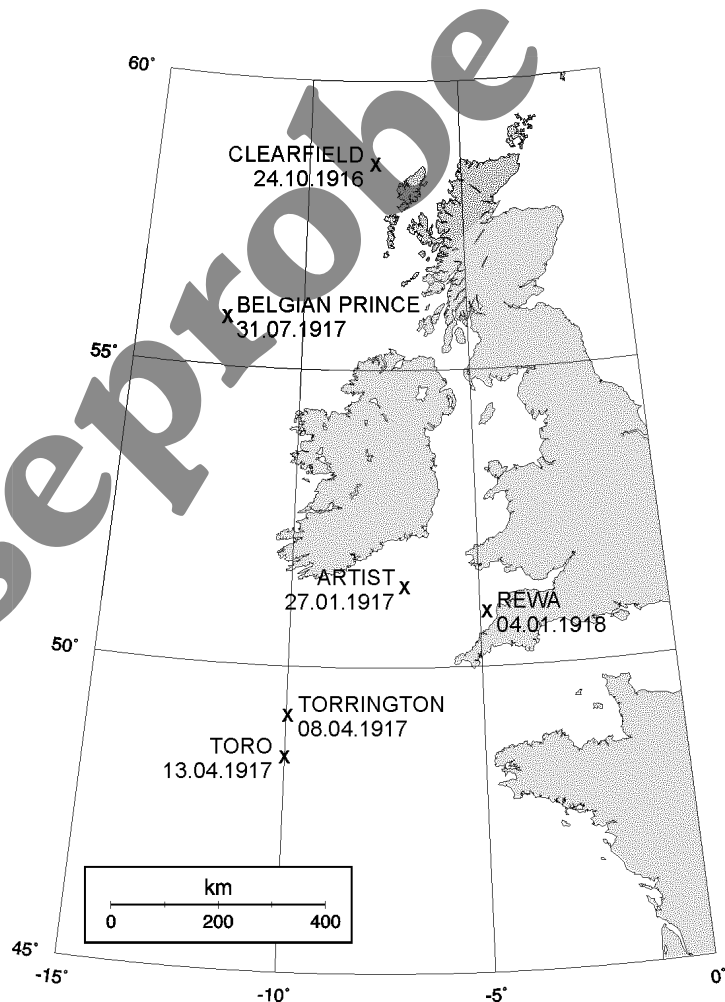 60°
CLEARFIELD
24.10.1916
BELGIAN PRINCE
31.07.1917
55°
ARTIST
27.01.1917
REWA
04.01.1918
50°
TORRINGTON
08.04.1917
TORO
13.04.1917
km
0 200 400
45°
-15° -10° -5° 0°